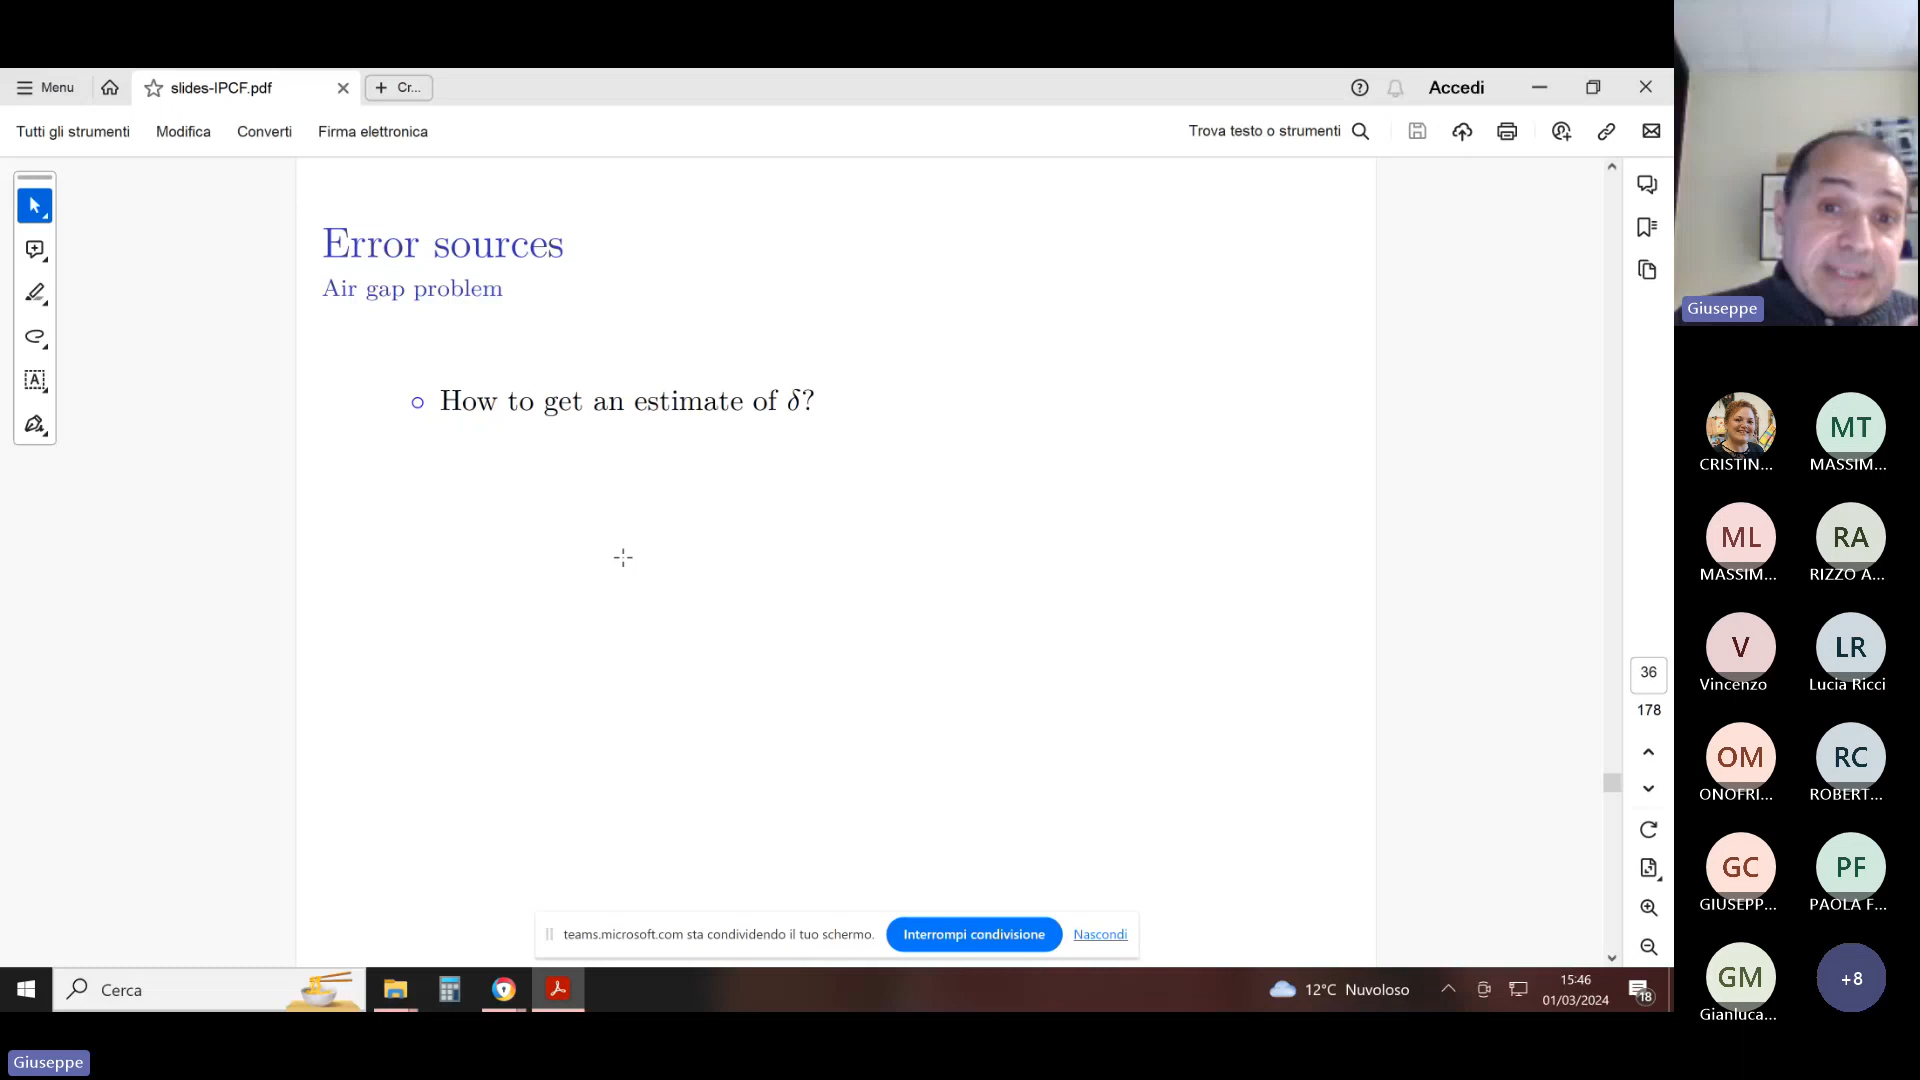 Menu
slides-IPCF.pdf
Cr...
Accedi
Tutti gli strumenti
Modifica
Converti
Firma elettronica
Trova testo o strumenti
Error sources
Air gap problem
How to get an estimate of δ?
36
178
teams.microsoft.com sta condividendo il tuo schermo.
Interrompi condivisione
Nascondi
Cerca
12°C Nuvoloso
15:46
01/03/2024
18
Giuseppe
CRISTIN...
MT
MASSIM...
ML
MASSIM...
RA
RIZZO A...
V
Vincenzo
LR
Lucia Ricci
OM
ONOFRI...
RC
ROBERT...
GC
GIUSEPP...
PF
PAOLA F...
GM
Gianluca...
+8
Giuseppe